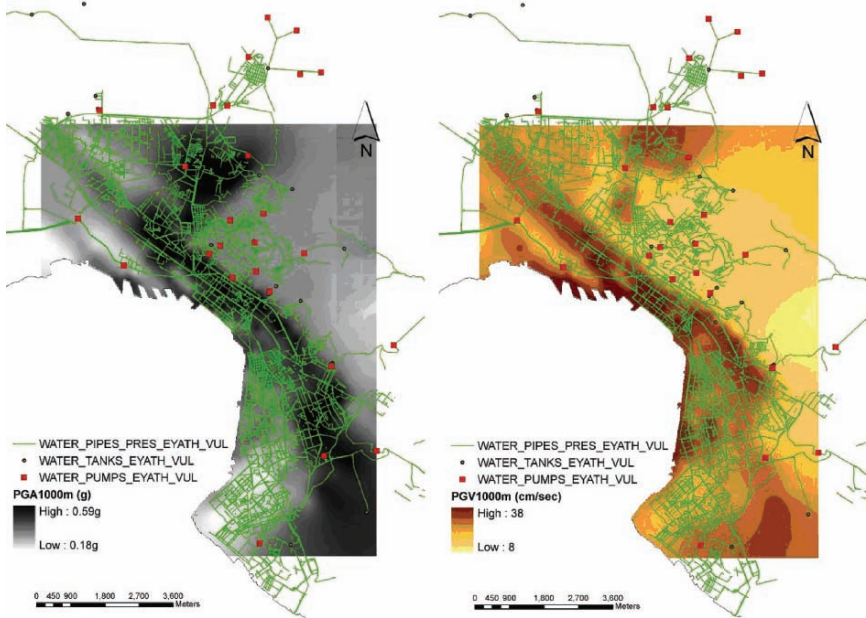 N
WATER_PIPES_PRES_EYATH_VUL
WATER_TANKS_EYATH_VUL
WATER_PUMPS_EYATH_VUL
PGA1000m (g)
High : 0.59g
Low : 0.18g
0 450 900 1,800 2,700 3,600
Meters
N
WATER_PIPES_PRES_EYATH_VUL
WATER_TANKS_EYATH_VUL
WATER_PUMPS_EYATH_VUL
PGV1000m (cm/sec)
High : 38
Low : 8
0 450 900 1,800 2,700 3,600
Meters